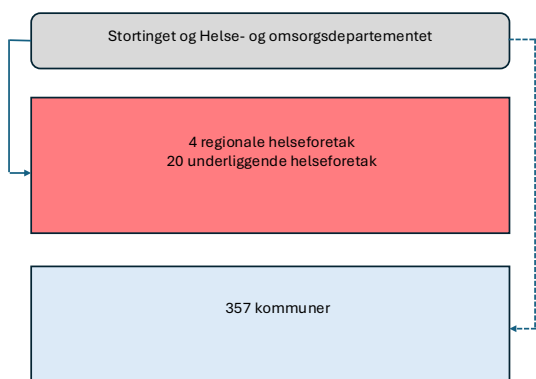 Stortinget og Helse- og omsorgsdepartementet
4 regionale helseforetak
20 underliggende helseforetak
357 kommuner